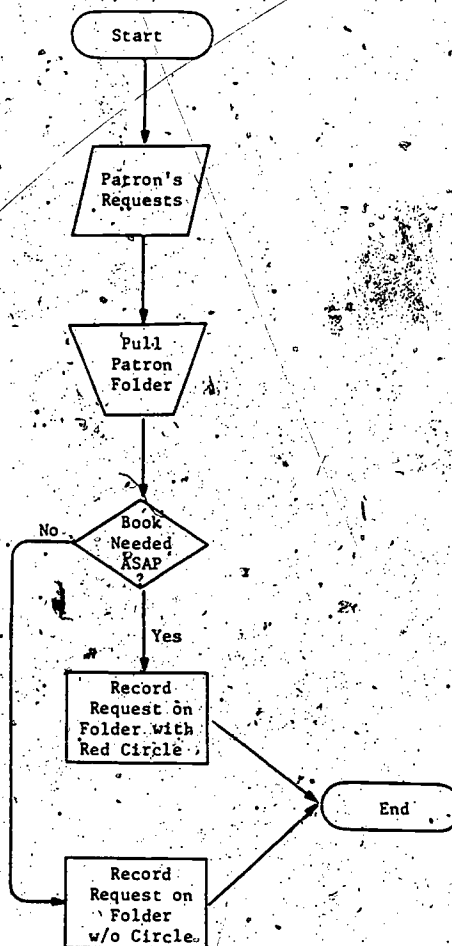 Start
Patron's
Requests
Pull
Patron
Folder
Book
Needed
ASAP
?
No
Yes
Record
Request on
Folder with
Red Circle
End
Record
Request on
Folder
w/o Circle